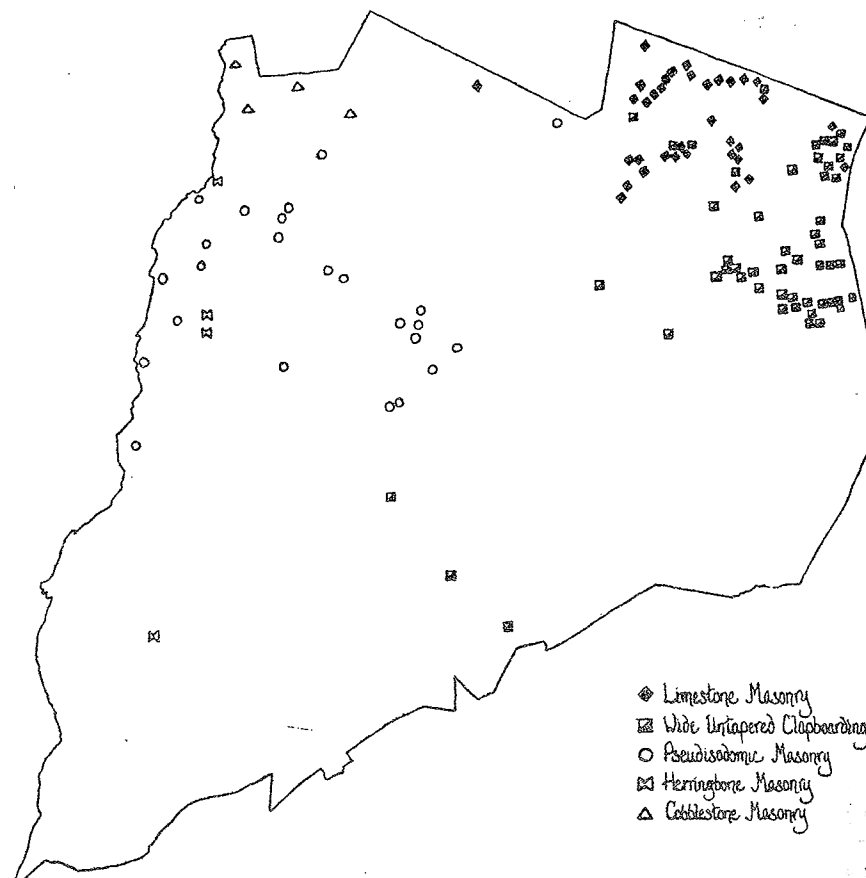 Limestone Masonry
Wide Untapered Clapboarding
Pseudisodomic Masonry
Herringbone Masonry
Cobblestone Masonry